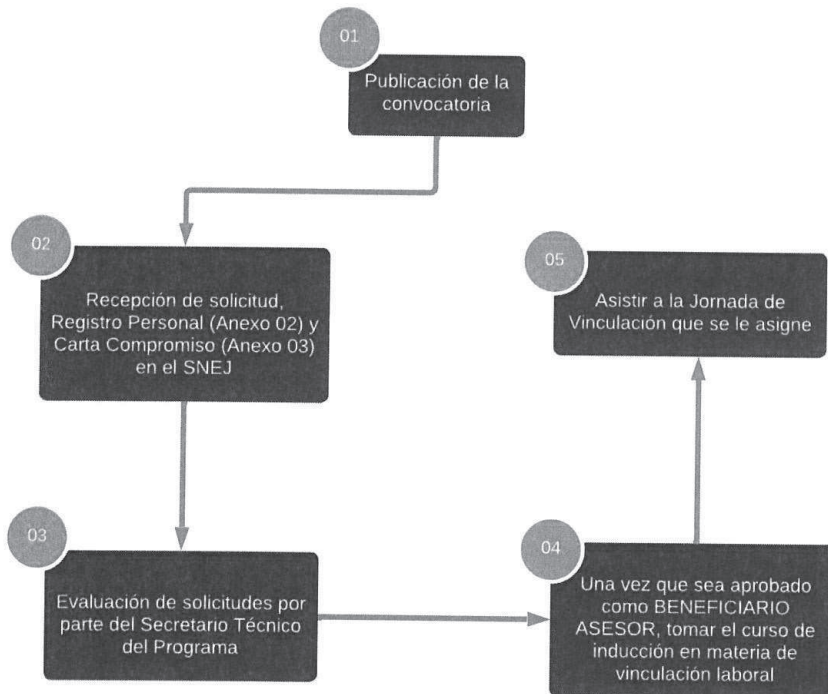 01
Publicación de la
convocatoria
02
Recepción de solicitud,
Registro Personal (Anexo 02) y
Carta Compromiso (Anexo 03)
en el SNEJ
03
Evaluación de solicitudes por
parte del Secretario Técnico
del Programa
04
Una vez que sea aprobado
como BENEFICIARIO
ASESOR, tomar el curso de
inducción en materia de
vinculación laboral
05
Asistir a la Jornada de
Vinculación que se le asigne